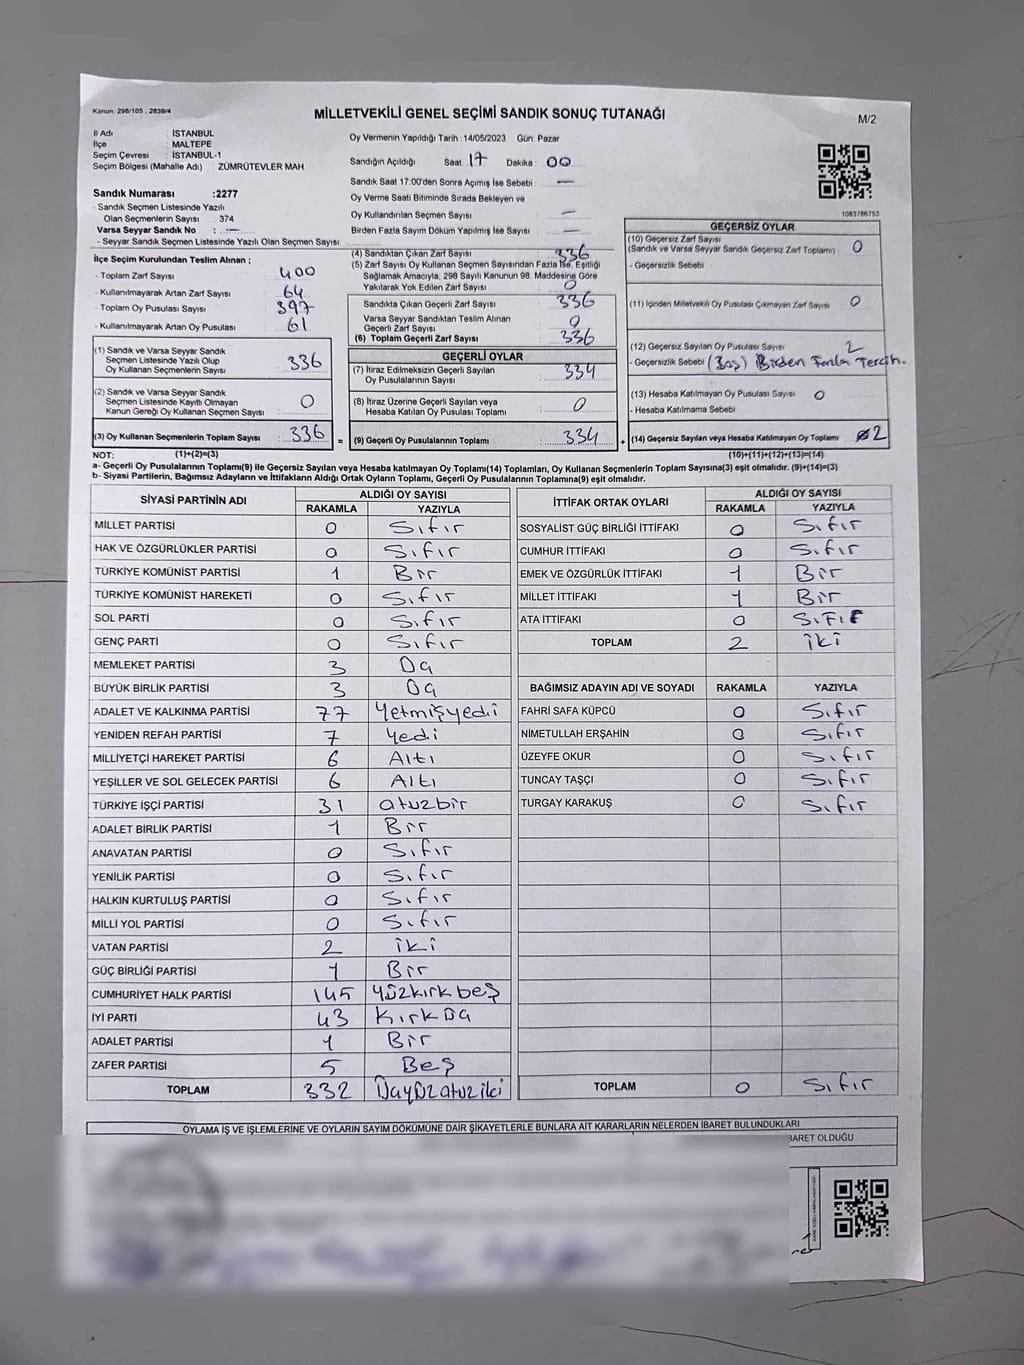 Kanun: 298/105 , 2839/4
MİLLETVEKİLİ GENEL SEÇİMİ SANDIK SONUÇ TUTANAĞI
M/2
İl Adı : İSTANBUL
İlçe : MALTEPE
Seçim Çevresi : İSTANBUL-1
Seçim Bölgesi (Mahalle Adı) : ZÜMRÜTEVLER MAH
Sandık Numarası :2277
- Sandık Seçmen Listesinde Yazılı
Olan Seçmenlerin Sayısı : 374
Varsa Seyyar Sandık No : —
- Seyyar Sandık Seçmen Listesinde Yazılı Olan Seçmen Sayısı:
İlçe Seçim Kurulundan Teslim Alınan ;
- Toplam Zarf Sayısı : 400
- Kullanılmayarak Artan Zarf Sayısı : 64
- Toplam Oy Pusulası Sayısı : 397
- Kullanılmayarak Artan Oy Pusulası : 61
Oy Vermenin Yapıldığı Tarih : 14/05/2023 Gün: Pazar
Sandığın Açıldığı Saat: 17 Dakika : 00
Sandık Saat 17:00'den Sonra Açımış İse Sebebi : —
Oy Verme Saati Bitiminde Sırada Bekleyen ve
Oy Kullandırılan Seçmen Sayısı : —
Birden Fazla Sayım Döküm Yapılmış İse Sayısı : —
(4) Sandıktan Çıkan Zarf Sayısı : 336
(5) Zarf Sayısı Oy Kullanan Seçmen Sayısından Fazla İse, Eşitliği
Sağlamak Amacıyla, 298 Sayılı Kanunun 98. Maddesine Göre
Yakılarak Yok Edilen Zarf Sayısı : 0
Sandıkta Çıkan Geçerli Zarf Sayısı : 336
Varsa Seyyar Sandıktan Teslim Alınan
Geçerli Zarf Sayısı : 0
(6) Toplam Geçerli Zarf Sayısı : 336
1083786753
GEÇERSİZ OYLAR
(10) Geçersiz Zarf Sayısı
(Sandık ve Varsa Seyyar Sandık Geçersiz Zarf Toplamı) : 0
- Geçersizlik Sebebi :
(11) İçinden Milletvekili Oy Pusulası Çıkmayan Zarf Sayısı : 0
(12) Geçersiz Sayılan Oy Pusulası Sayısı : 2
- Geçersizlik Sebebi (Boş) Birden Fazla Tercih.
(13) Hesaba Katılmayan Oy Pusulası Sayısı : 0
- Hesaba Katılmama Sebebi :
(14) Geçersiz Sayılan veya Hesaba Katılmayan Oy Toplamı 02
(1) Sandık ve Varsa Seyyar Sandık
Seçmen Listesinde Yazılı Olup
Oy Kullanan Seçmenlerin Sayısı : 336
(2) Sandık ve Varsa Seyyar Sandık
Seçmen Listesinde Kayıtlı Olmayan
Kanun Gereği Oy Kullanan Seçmen Sayısı : 0
(3) Oy Kullanan Seçmenlerin Toplam Sayısı : 336
=
GEÇERLİ OYLAR
(7) İtiraz Edilmeksizin Geçerli Sayılan
Oy Pusulalarının Sayısı : 334
(8) İtiraz Üzerine Geçerli Sayılan veya
Hesaba Katılan Oy Pusulası Toplamı : 0
(9) Geçerli Oy Pusulalarının Toplamı : 334
+
NOT: (1)+(2)=(3) (10)+(11)+(12)+(13)=(14)
a- Geçerli Oy Pusulalarının Toplamı(9) ile Geçersiz Sayılan veya Hesaba katılmayan Oy Toplamı(14) Toplamları, Oy Kullanan Seçmenlerin Toplam Sayısına(3) eşit olmalıdır. (9)+(14)=(3)
b- Siyasi Partilerin, Bağımsız Adayların ve İttifakların Aldığı Ortak Oyların Toplamı, Geçerli Oy Pusulalarının Toplamına(9) eşit olmalıdır.
SİYASİ PARTİNİN ADI ALDIĞI OY SAYISI
RAKAMLA YAZIYLA
MİLLET PARTİSİ 0 Sıfır
HAK VE ÖZGÜRLÜKLER PARTİSİ 0 Sıfır
TÜRKİYE KOMÜNİST PARTİSİ 1 Bir
TÜRKİYE KOMÜNİST HAREKETİ 0 Sıfır
SOL PARTİ 0 Sıfır
GENÇ PARTİ 0 Sıfır
MEMLEKET PARTİSİ 3 Üç
BÜYÜK BİRLİK PARTİSİ 3 Üç
ADALET VE KALKINMA PARTİSİ 77 Yetmişyedi
YENİDEN REFAH PARTİSİ 7 Yedi
MİLLİYETÇİ HAREKET PARTİSİ 6 Altı
YEŞİLLER VE SOL GELECEK PARTİSİ 6 Altı
TÜRKİYE İŞÇİ PARTİSİ 31 otuzbir
ADALET BİRLİK PARTİSİ 1 Bir
ANAVATAN PARTİSİ 0 Sıfır
YENİLİK PARTİSİ 0 Sıfır
HALKIN KURTULUŞ PARTİSİ 0 Sıfır
MİLLİ YOL PARTİSİ 0 Sıfır
VATAN PARTİSİ 2 iki
GÜÇ BİRLİĞİ PARTİSİ 1 Bir
CUMHURİYET HALK PARTİSİ 145 Yüzkırkbeş
İYİ PARTİ 43 Kırküç
ADALET PARTİSİ 1 Bir
ZAFER PARTİSİ 5 Beş
TOPLAM 332 Üçyüzotuziki
İTTİFAK ORTAK OYLARI ALDIĞI OY SAYISI
RAKAMLA YAZIYLA
SOSYALİST GÜÇ BİRLİĞİ İTTİFAKI 0 Sıfır
CUMHUR İTTİFAKI 0 Sıfır
EMEK VE ÖZGÜRLÜK İTTİFAKI 1 Bir
MİLLET İTTİFAKI 1 Bir
ATA İTTİFAKI 0 SIFIR
TOPLAM 2 iki
BAĞIMSIZ ADAYIN ADI VE SOYADI RAKAMLA YAZIYLA
FAHRİ SAFA KÜPCÜ 0 Sıfır
NİMETULLAH ERŞAHİN 0 Sıfır
ÜZEYFE OKUR 0 Sıfır
TUNCAY TAŞÇI 0 Sıfır
TURGAY KARAKUŞ 0 Sıfır
TOPLAM 0 Sıfır
OYLAMA İŞ VE İŞLEMLERİNE VE OYLARIN SAYIM DÖKÜMÜNE DAİR ŞİKAYETLERLE BUNLARA AİT KARARLARIN NELERDEN İBARET BULUNDUKLARI
BARET OLDUĞU